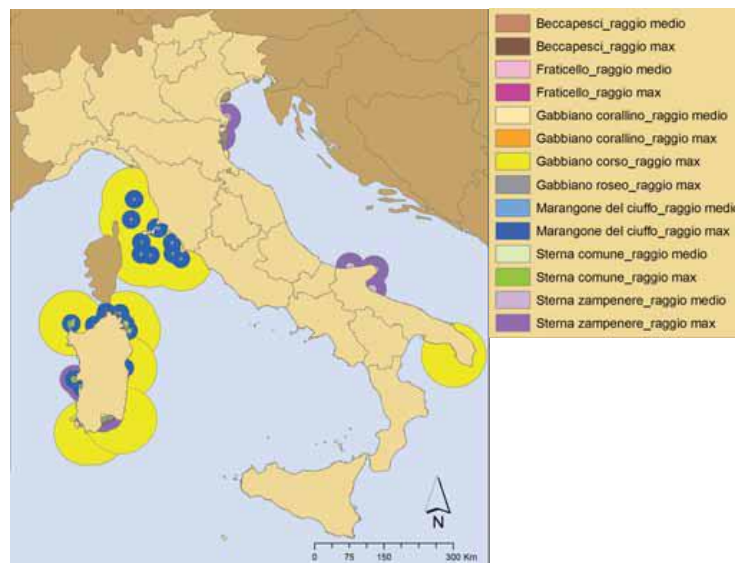 Beccapesci_raggio medio
Beccapesci_raggio max
Fraticello_raggio medio
Fraticello_raggio max
Gabbiano corallino_raggio medio
Gabbiano corallino_raggio max
Gabbiano corso_raggio max
Gabbiano roseo_raggio max
Marangone del ciuffo_raggio medio
Marangone del ciuffo_raggio max
Sterna comune_raggio medio
Sterna comune_raggio max
Sterna zampenere_raggio medio
Sterna zampenere_raggio max
N
0 75 150 300 Km